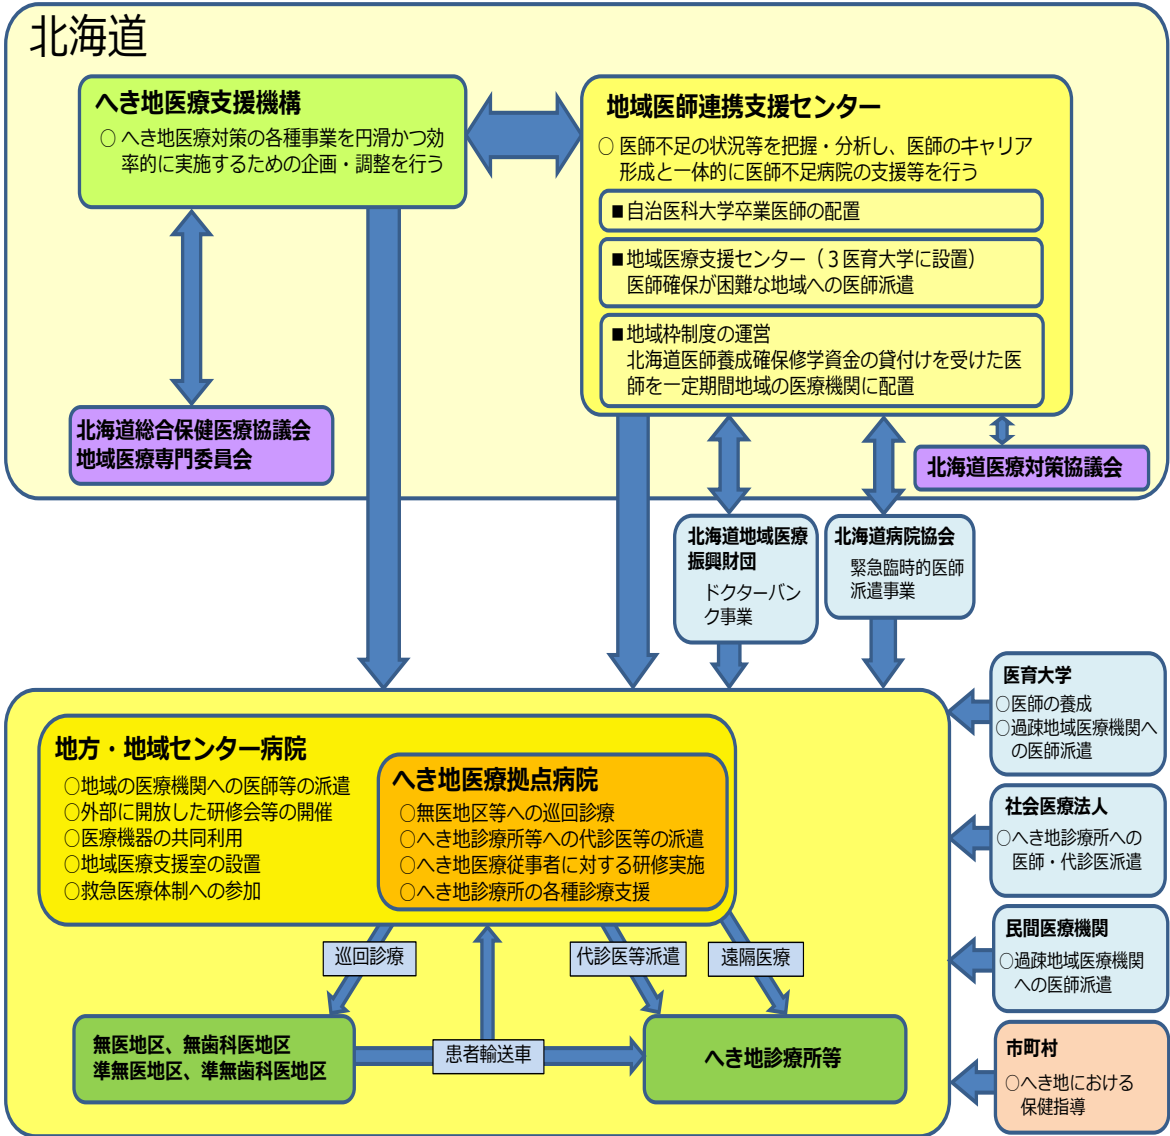 北海道
へき地医療支援機構
○ へき地医療対策の各種事業を円滑かつ効
率的に実施するための企画・調整を行う
地域医師連携支援センター
○ 医師不足の状況等を把握・分析し、医師のキャリア
形成と一体的に医師不足病院の支援等を行う
■自治医科大学卒業医師の配置
■地域医療支援センター（３医育大学に設置）
医師確保が困難な地域への医師派遣
■地域枠制度の運営
北海道医師養成確保修学資金の貸付けを受けた医
師を一定期間地域の医療機関に配置
北海道総合保健医療協議会
地域医療専門委員会
北海道医療対策協議会
北海道地域医療
振興財団
ドクターバン
ク事業
北海道病院協会
緊急臨時的医師
派遣事業
医育大学
○医師の養成
○過疎地域医療機関へ
の医師派遣
社会医療法人
○へき地診療所への
医師・代診医派遣
民間医療機関
○過疎地域医療機関
への医師派遣
市町村
○へき地における
保健指導
地方・地域センター病院
○地域の医療機関への医師等の派遣
○外部に開放した研修会等の開催
○医療機器の共同利用
○地域医療支援室の設置
○救急医療体制への参加
へき地医療拠点病院
○無医地区等への巡回診療
○へき地診療所等への代診医等の派遣
○へき地医療従事者に対する研修実施
○へき地診療所の各種診療支援
巡回診療
代診医等派遣
遠隔医療
無医地区、無歯科医地区
準無医地区、準無歯科医地区
患者輸送車
へき地診療所等